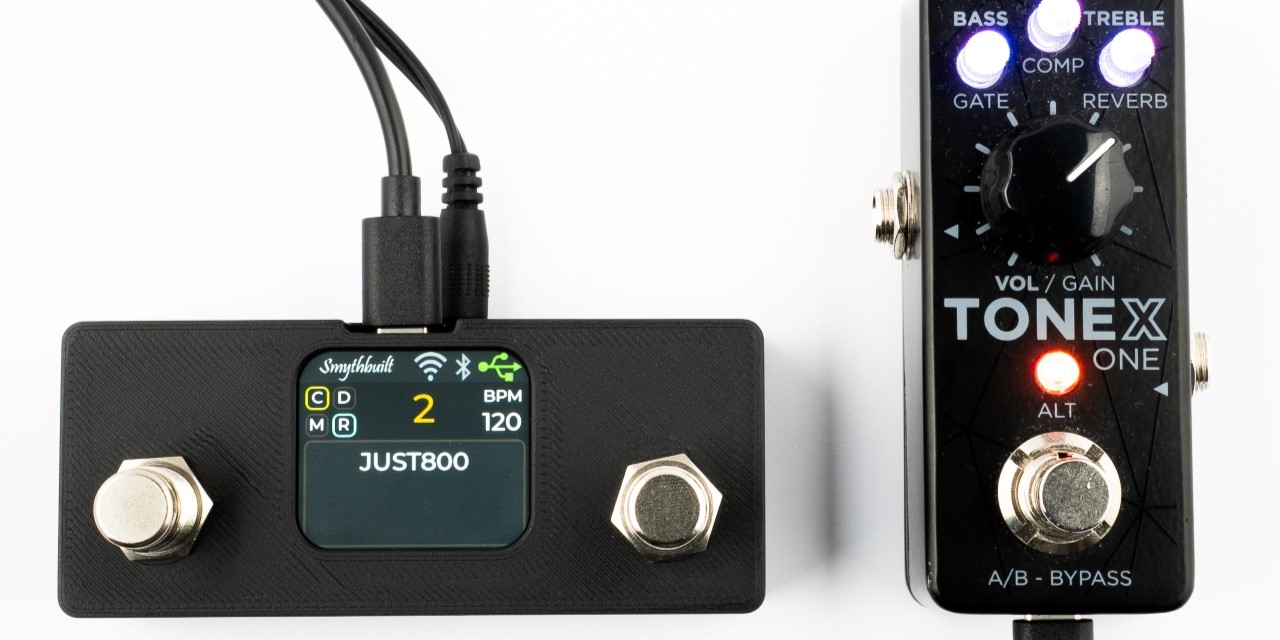 Smythbuilt
C D
2
BPM
M R
120
JUST800
BASS
TREBLE
COMP
GATE
REVERB
VOL / GAIN
TONEX
ONE
ALT
A/B - BYPASS